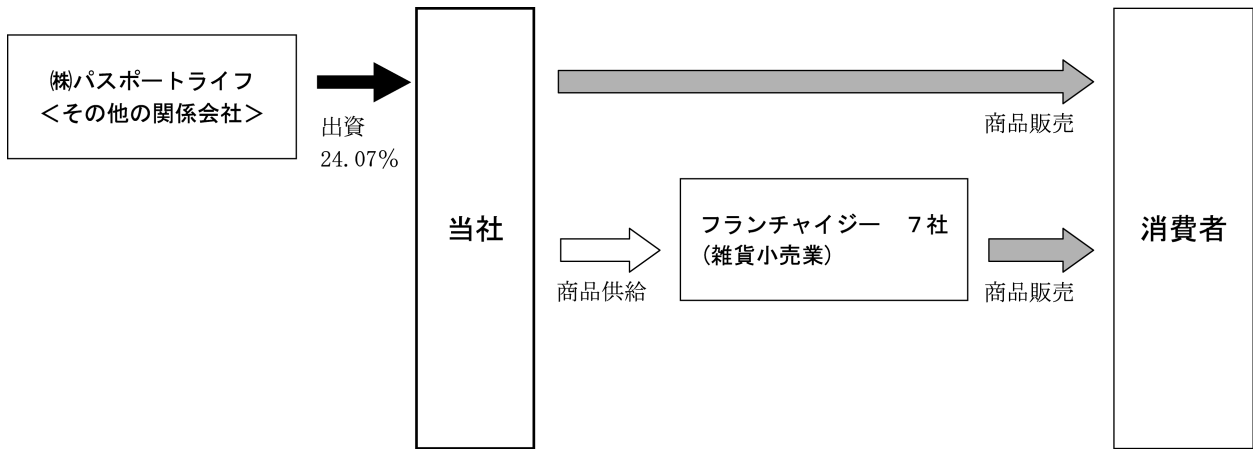 ㈱パスポートライフ
＜その他の関係会社＞
出資
24.07％
当社
商品販売
フランチャイジー　７社
(雑貨小売業)
商品供給
商品販売
消費者